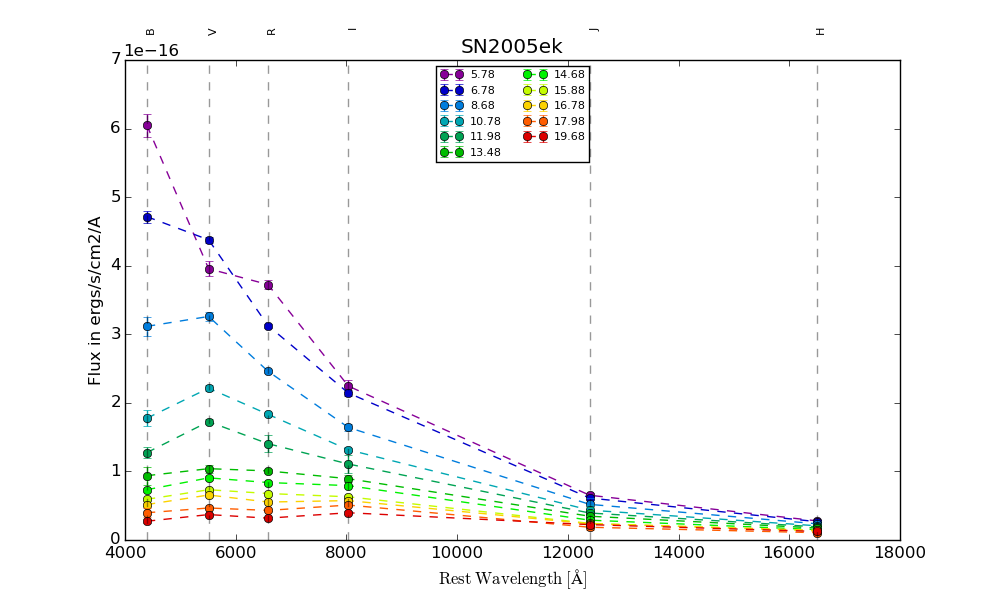 B V R I J H
SN2005ek
1e−16
5.78 14.68
6.78 15.88
8.68 16.78
10.78 17.98
11.98 19.68
13.48
7
6
5
4
3
2
1
0
Flux in ergs/s/cm2/A
4000 6000 8000 10000 12000 14000 16000 18000
Rest Wavelength [Å]